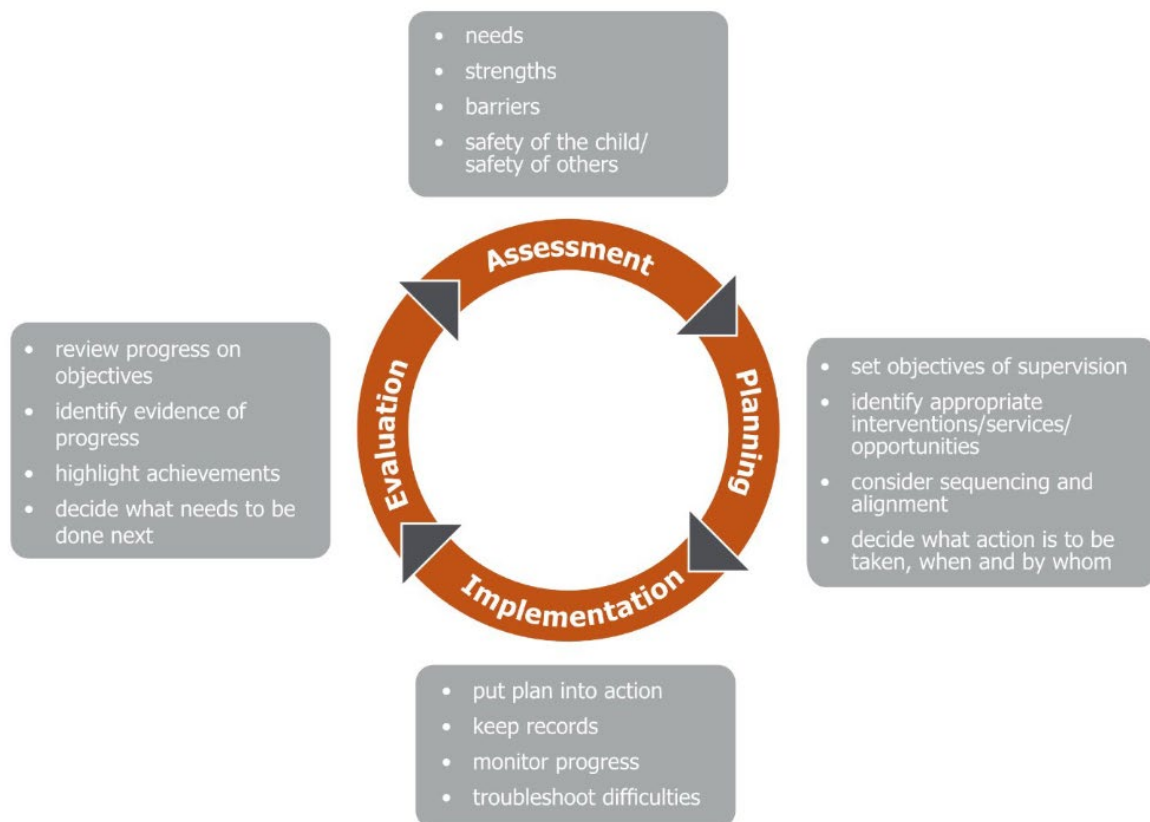 • needs
• strengths
• barriers
• safety of the child/
safety of others
Assessment
Planning
• set objectives of supervision
• identify appropriate
interventions/services/
opportunities
• consider sequencing and
alignment
• decide what action is to be
taken, when and by whom
Implementation
• put plan into action
• keep records
• monitor progress
• troubleshoot difficulties
Evaluation
• review progress on
objectives
• identify evidence of
progress
• highlight achievements
• decide what needs to be
done next